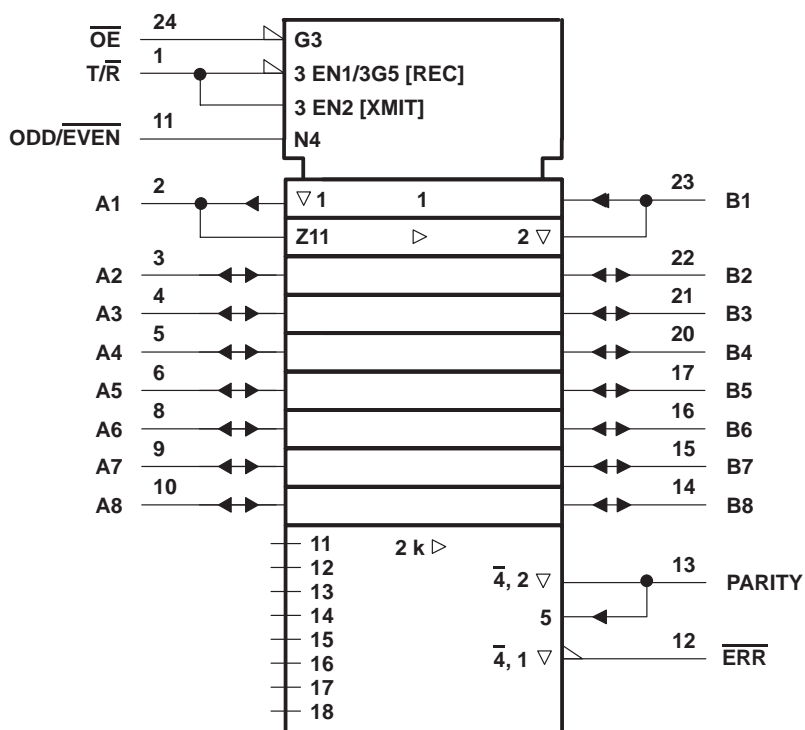 OE 24 G3
T/R 1 3 EN1/3G5 [REC]
3 EN2 [XMIT]
ODD/EVEN 11 N4
A1 2 ▽ 1 1 23 B1
Z11 ▷ 2 ▽
A2 3 22 B2
A3 4 21 B3
A4 5 20 B4
A5 6 17 B5
A6 8 16 B6
A7 9 15 B7
A8 10 14 B8
11 2 k ▷
12 4̅, 2 ▽ 13 PARITY
13
14 5
15
16 4̅, 1 ▽ 12 ERR
17
18